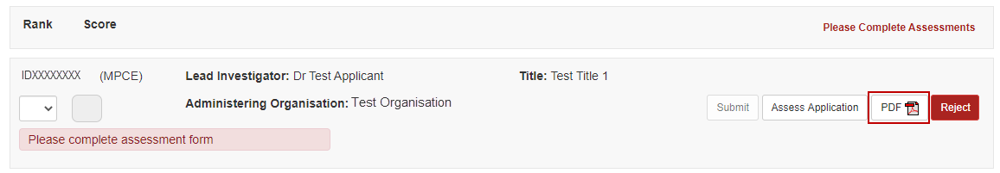 Rank Score Please Complete Assessments
IDXXXXXXXX (MPCE) Lead Investigator: Dr Test Applicant Title: Test Title 1
Administering Organisation: Test Organisation Submit Assess Application PDF Reject
Please complete assessment form